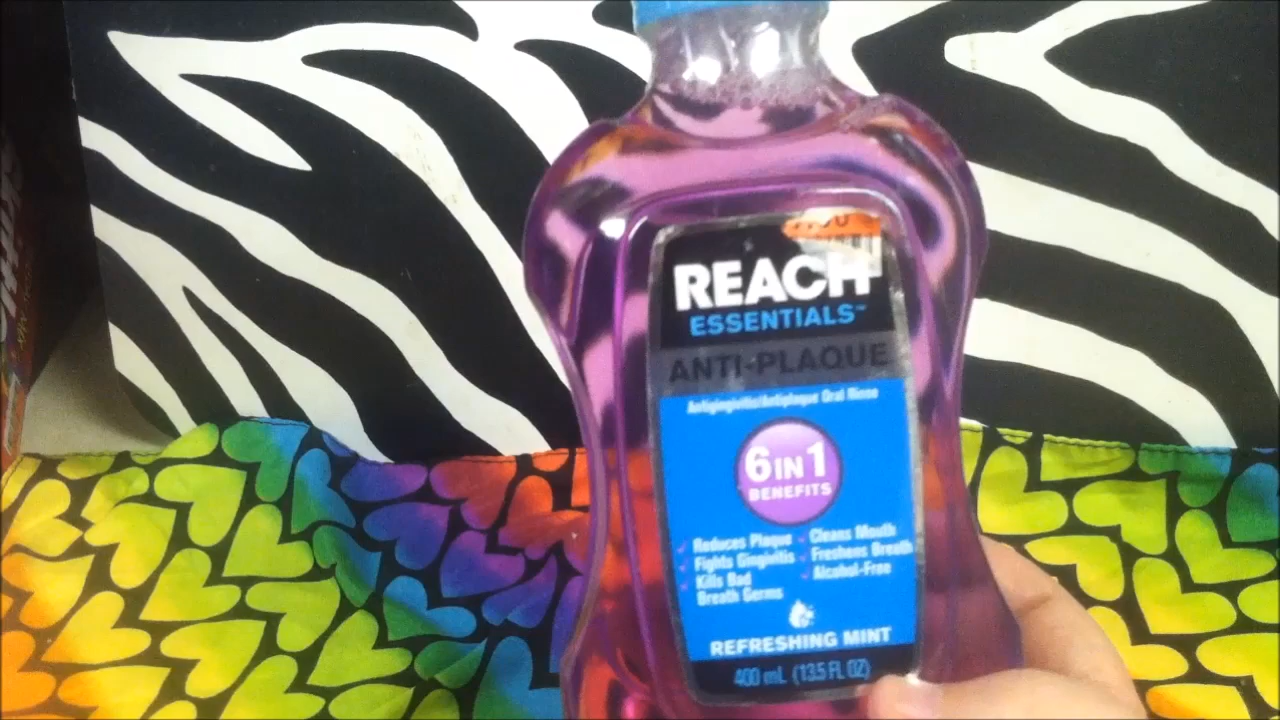 REACH
ESSENTIALS™
ANTI-PLAQUE
Antigingivitis/Antiplaque Oral Rinse
6 IN 1
BENEFITS
Reduces Plaque
Fights Gingivitis
Kills Bad
Breath Germs
Cleans Mouth
Freshens Breath
Alcohol-Free
REFRESHING MINT
400 mL (13.5 FL OZ)